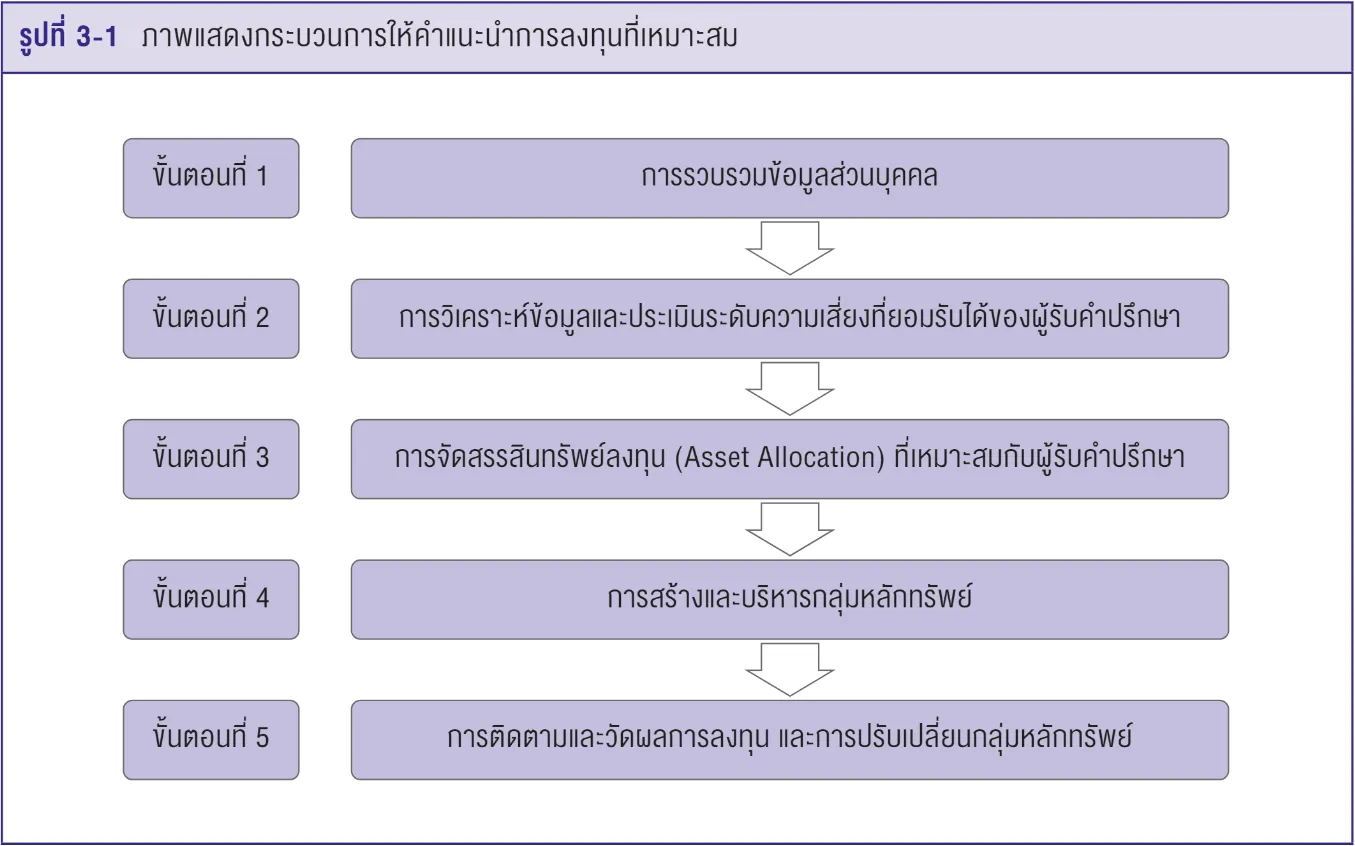 รูปที่ 3-1 ภาพแสดงกระบวนการให้คำแนะนำการลงทุนที่เหมาะสม
ขั้นตอนที่ 1 การรวบรวมข้อมูลส่วนบุคคล
ขั้นตอนที่ 2 การวิเคราะห์ข้อมูลและประเมินระดับความเสี่ยงที่ยอมรับได้ของผู้รับคำปรึกษา
ขั้นตอนที่ 3 การจัดสรรสินทรัพย์ลงทุน (Asset Allocation) ที่เหมาะสมกับผู้รับคำปรึกษา
ขั้นตอนที่ 4 การสร้างและบริหารกลุ่มหลักทรัพย์
ขั้นตอนที่ 5 การติดตามและวัดผลการลงทุน และการปรับเปลี่ยนกลุ่มหลักทรัพย์